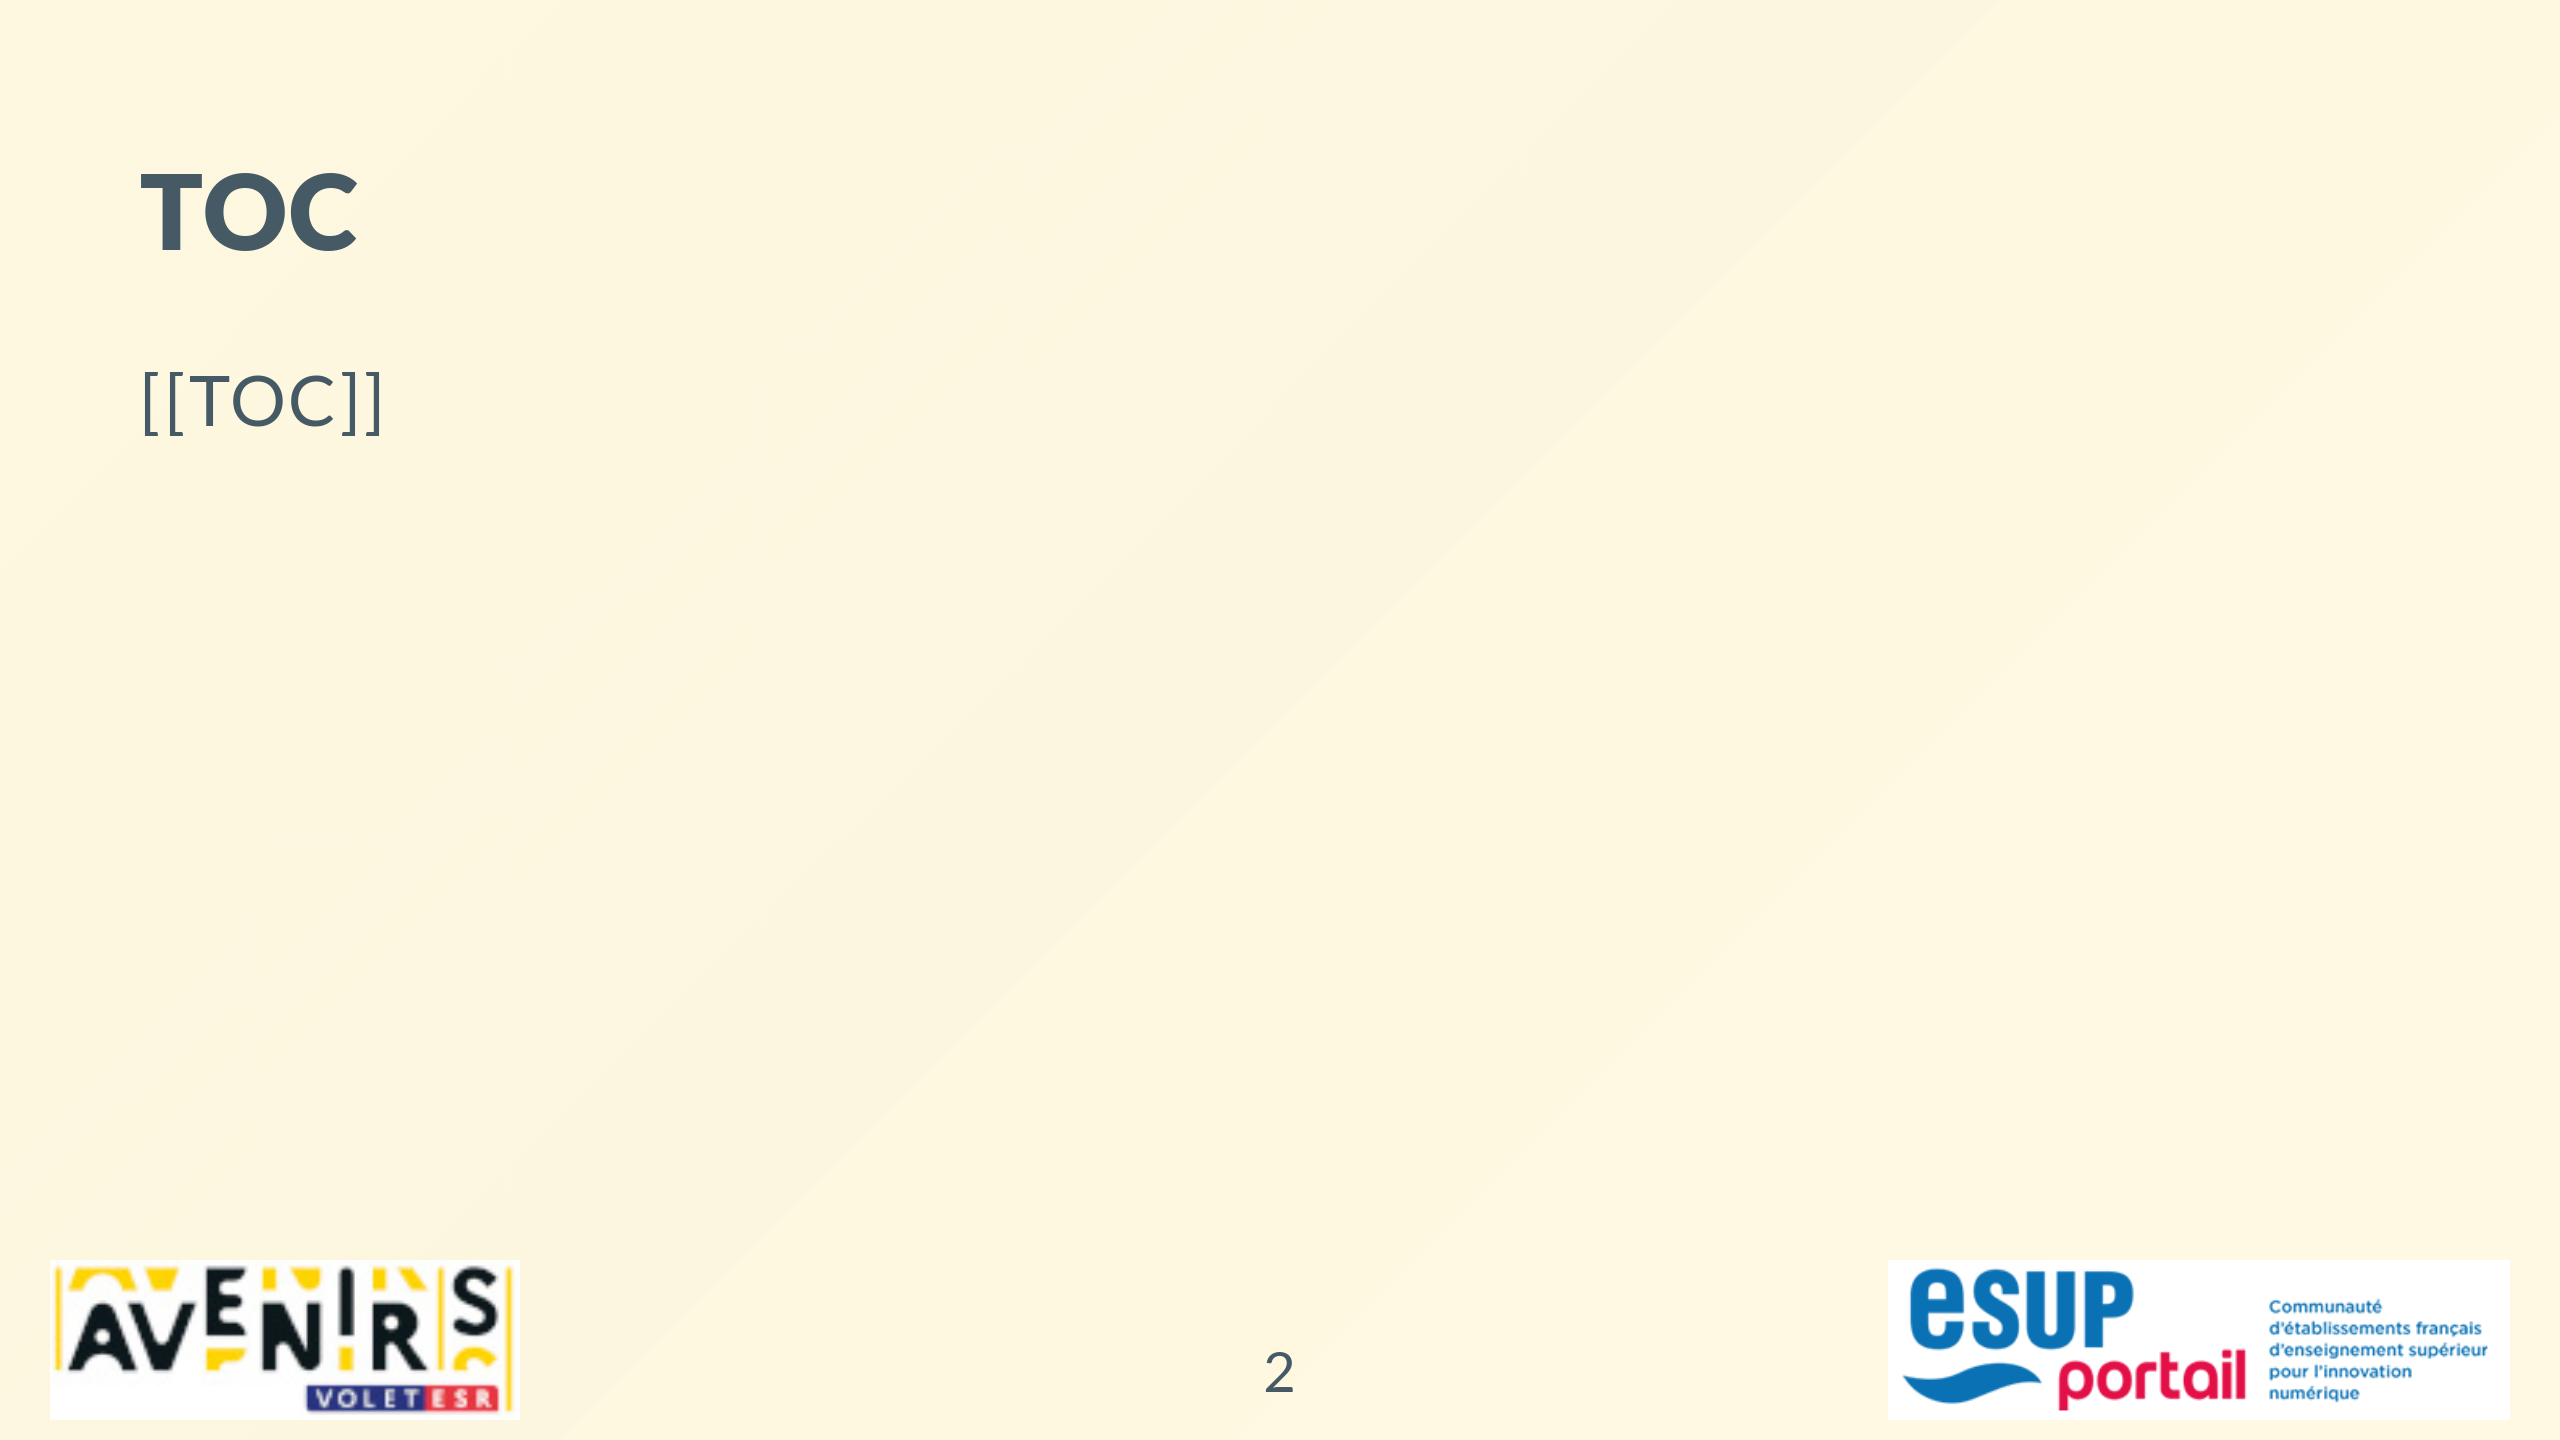 TOC
[[TOC]]
AVENIRS
VOLET ESR
2
esup
portail
Communauté
d'établissements français
d'enseignement supérieur
pour l'innovation
numérique